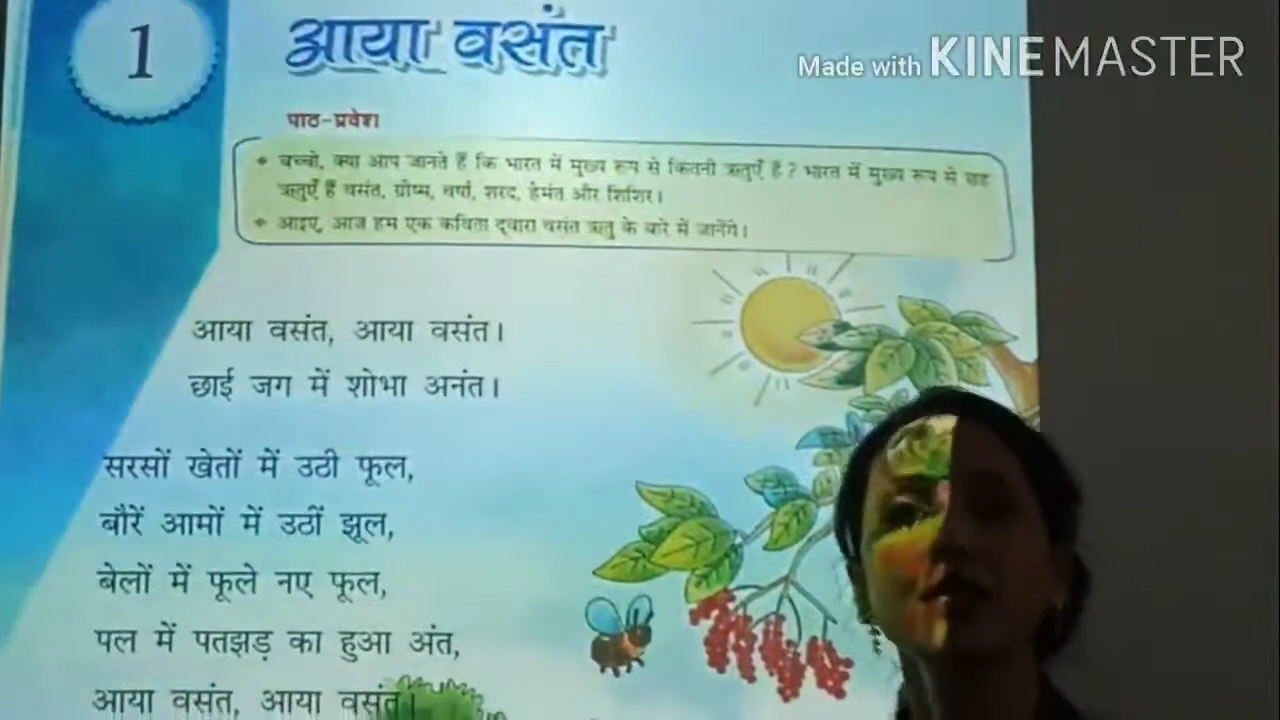 1
आया वसंत
Made with KINEMASTER
पाठ-प्रवेश
बच्चो, क्या आप जानते हैं कि भारत में मुख्य रूप से कितनी ऋतुएँ हैं? भारत में मुख्य रूप से छह
ऋतुएँ हैं वसंत, ग्रीष्म, वर्षा, शरद, हेमंत और शिशिर।
आइए, आज हम एक कविता द्वारा वसंत ऋतु के बारे में जानेंगे।
आया वसंत, आया वसंत।
छाई जग में शोभा अनंत।
सरसों खेतों में उठी फूल,
बौरें आमों में उठीं झूल,
बेलों में फूले नए फूल,
पल में पतझड़ का हुआ अंत,
आया वसंत, आया वसंत।